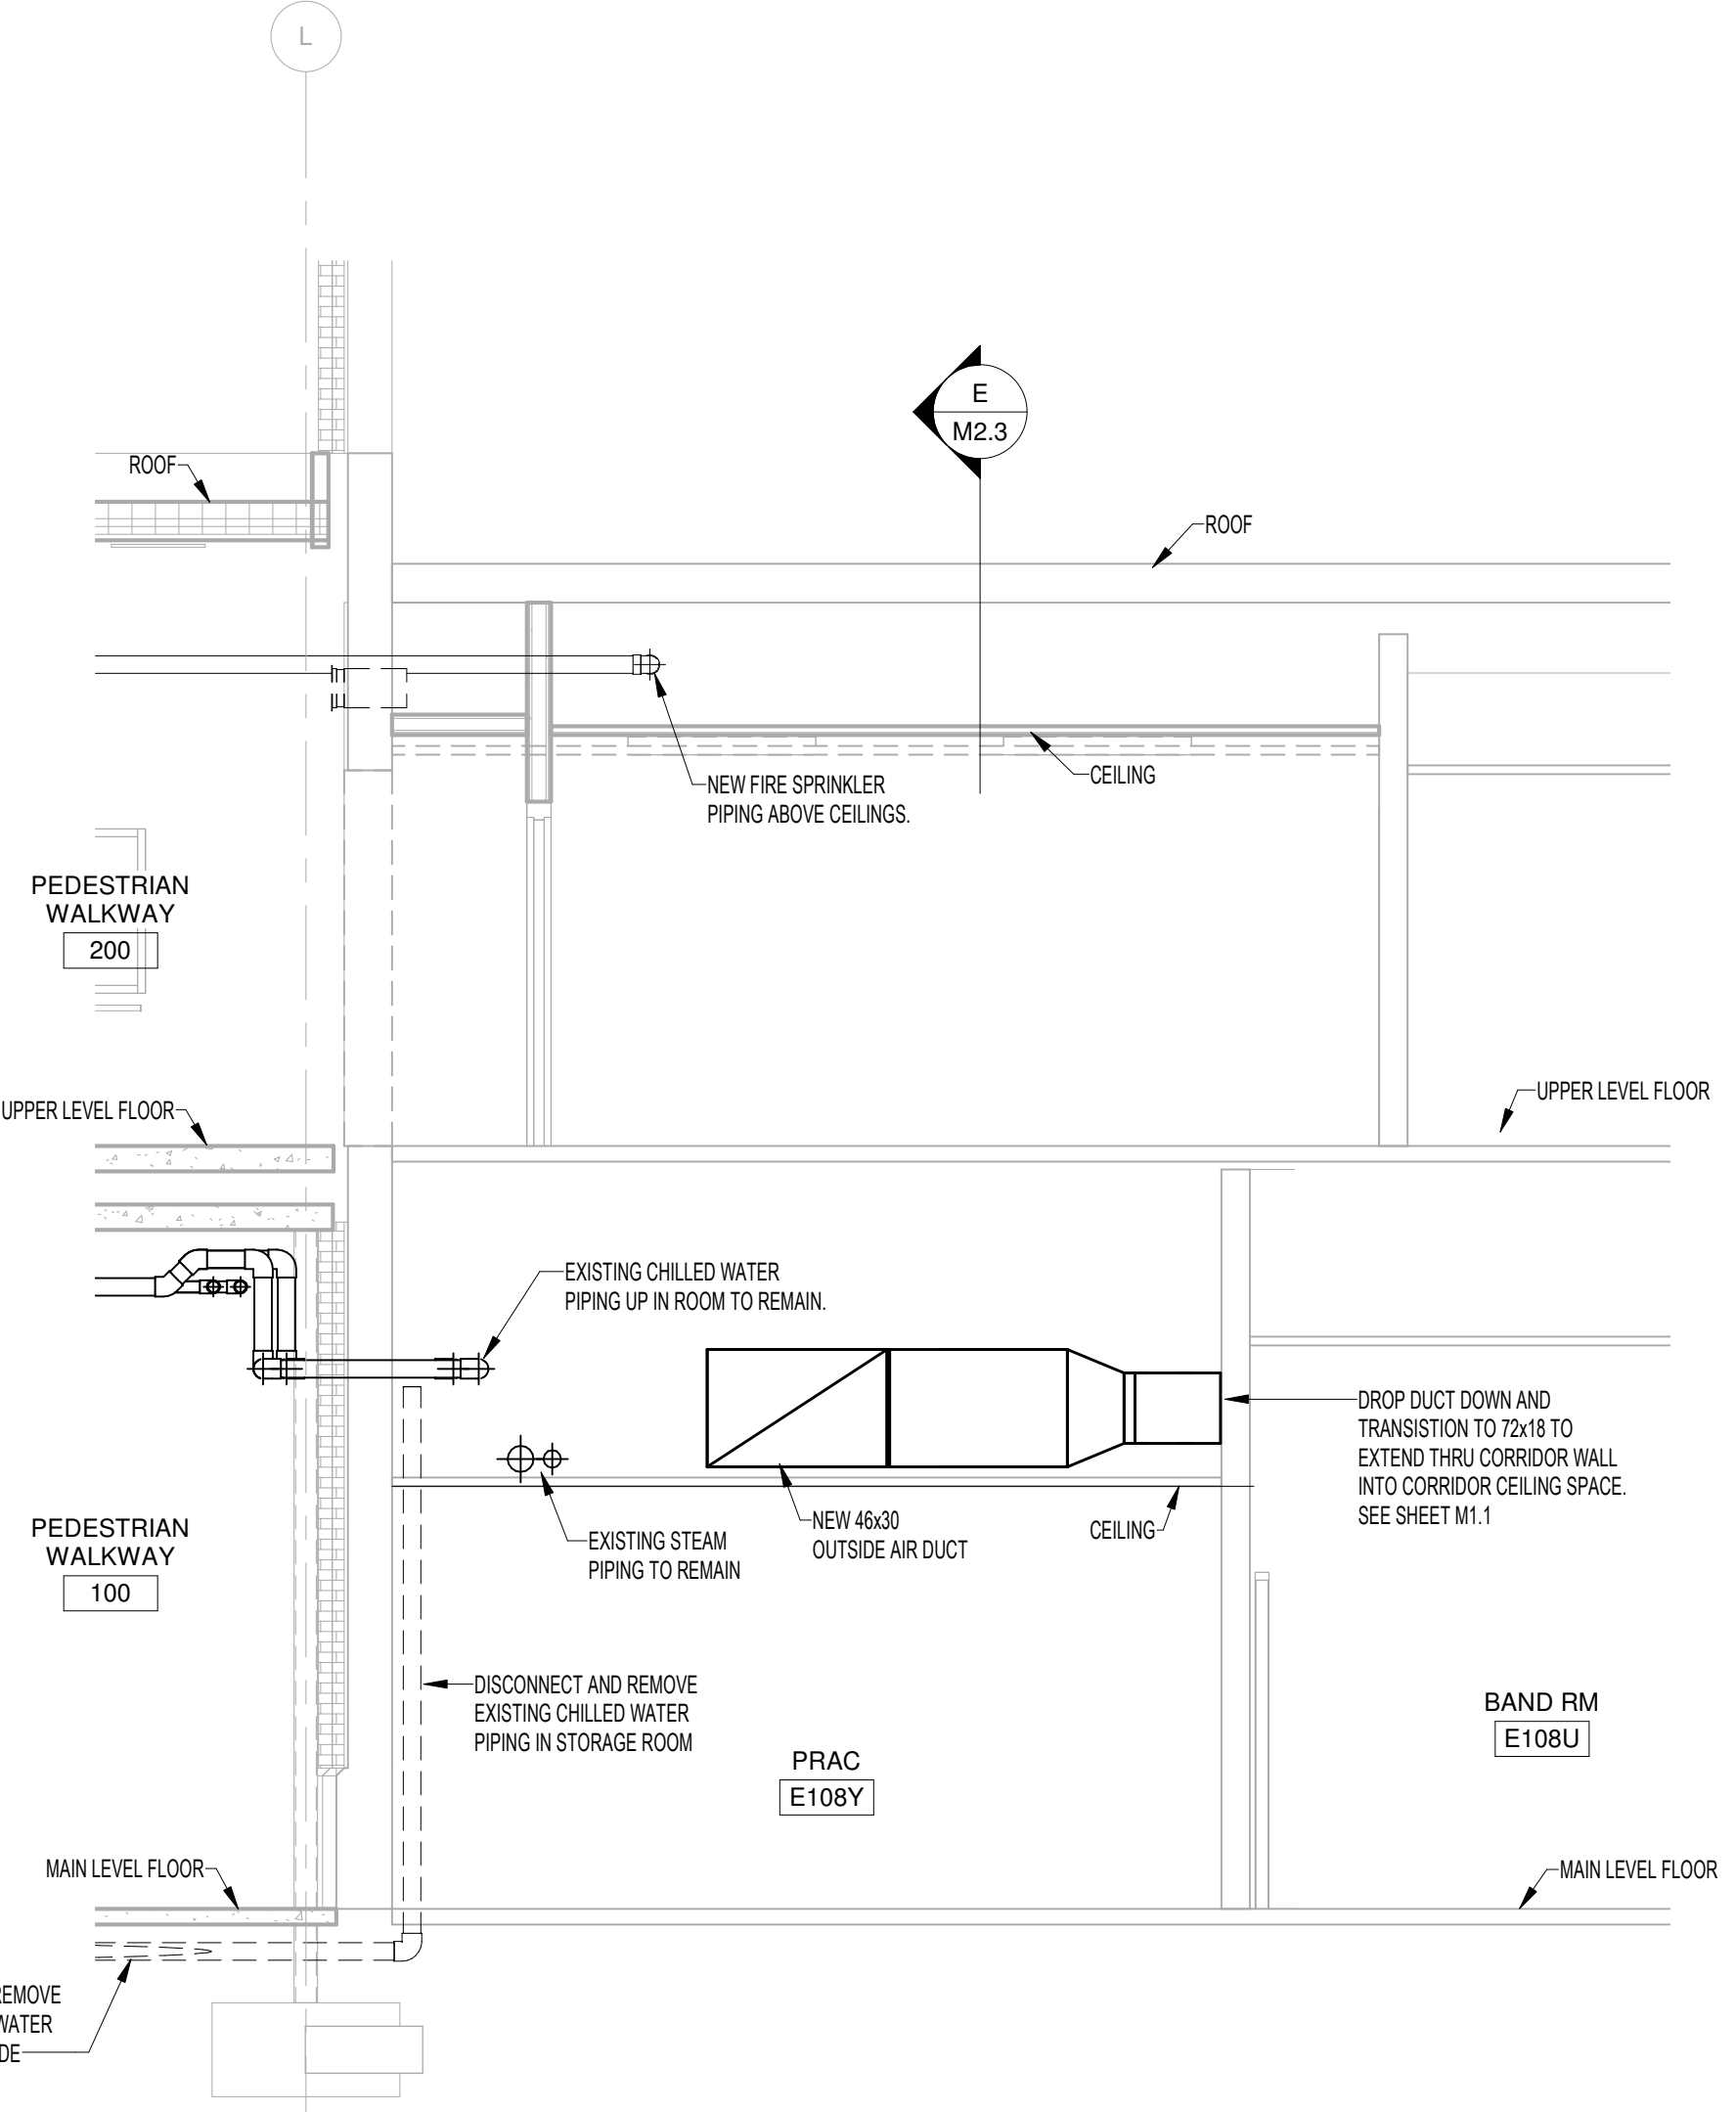 L
E
M2.3
ROOF
ROOF
NEW FIRE SPRINKLER
PIPING ABOVE CEILINGS.
CEILING
PEDESTRIAN
WALKWAY
200
UPPER LEVEL FLOOR
UPPER LEVEL FLOOR
EXISTING CHILLED WATER
PIPING UP IN ROOM TO REMAIN.
DROP DUCT DOWN AND
TRANSISTION TO 72x18 TO
EXTEND THRU CORRIDOR WALL
INTO CORRIDOR CEILING SPACE.
SEE SHEET M1.1
NEW 46x30
OUTSIDE AIR DUCT
CEILING
EXISTING STEAM
PIPING TO REMAIN
PEDESTRIAN
WALKWAY
100
DISCONNECT AND REMOVE
EXISTING CHILLED WATER
PIPING IN STORAGE ROOM
PRAC
E108Y
BAND RM
E108U
MAIN LEVEL FLOOR
MAIN LEVEL FLOOR
REMOVE
WATER
DE